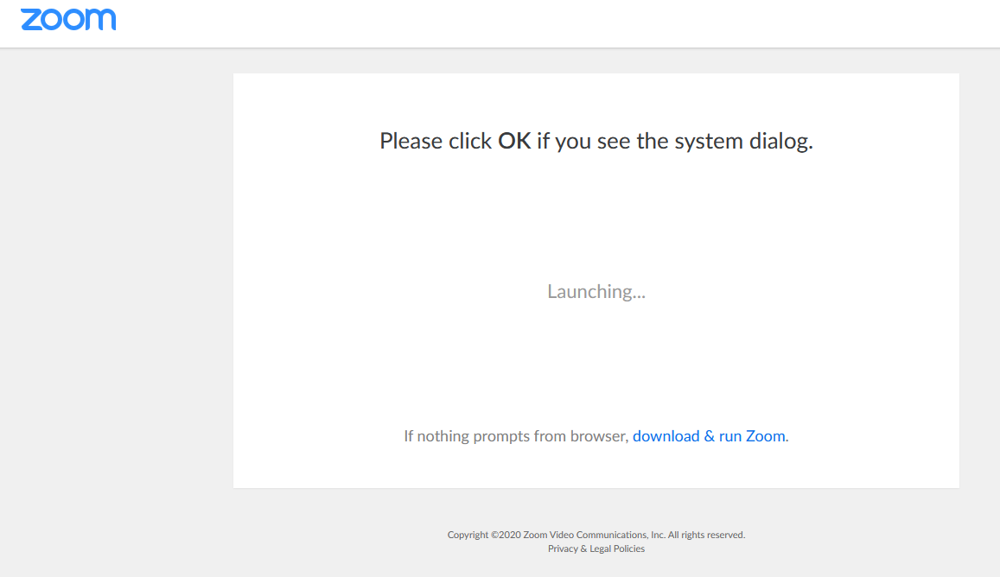 zoom
Please click OK if you see the system dialog.
Launching...
If nothing prompts from browser, download & run Zoom.
Copyright ©2020 Zoom Video Communications, Inc. All rights reserved.
Privacy & Legal Policies